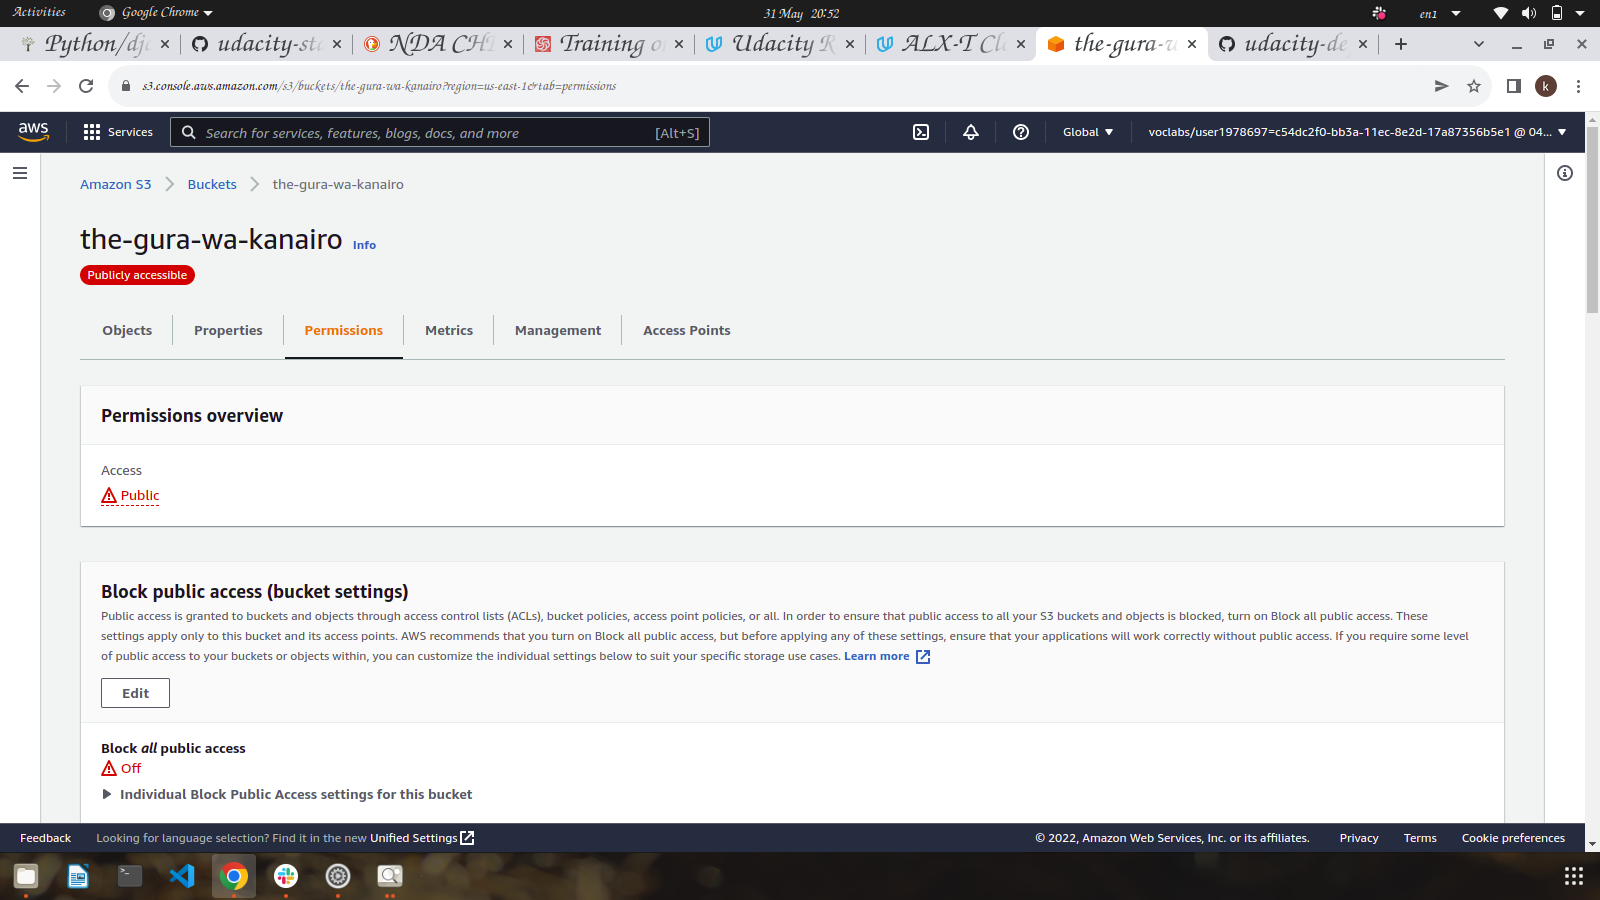 Activities
Google Chrome
31 May 20:52
en1
Python/dj
udacity-st
NDA CH
Training o
Udacity R
ALX-T Cl
the-gura-w
udacity-de
s3.console.aws.amazon.com/s3/buckets/the-gura-wa-kanairo?region=us-east-1&tab=permissions
k
aws
Services
Search for services, features, blogs, docs, and more
[Alt+S]
Global
voclabs/user1978697=c54dc2f0-bb3a-11ec-8e2d-17a87356b5e1 @ 04...
Amazon S3
Buckets
the-gura-wa-kanairo
the-gura-wa-kanairo
Info
Publicly accessible
Objects
Properties
Permissions
Metrics
Management
Access Points
Permissions overview
Access
Public
Block public access (bucket settings)
Public access is granted to buckets and objects through access control lists (ACLs), bucket policies, access point policies, or all. In order to ensure that public access to all your S3 buckets and objects is blocked, turn on Block all public access. These
settings apply only to this bucket and its access points. AWS recommends that you turn on Block all public access, but before applying any of these settings, ensure that your applications will work correctly without public access. If you require some level
of public access to your buckets or objects within, you can customize the individual settings below to suit your specific storage use cases. Learn more
Edit
Block all public access
Off
Individual Block Public Access settings for this bucket
Feedback
Looking for language selection? Find it in the new Unified Settings
© 2022, Amazon Web Services, Inc. or its affiliates.
Privacy
Terms
Cookie preferences